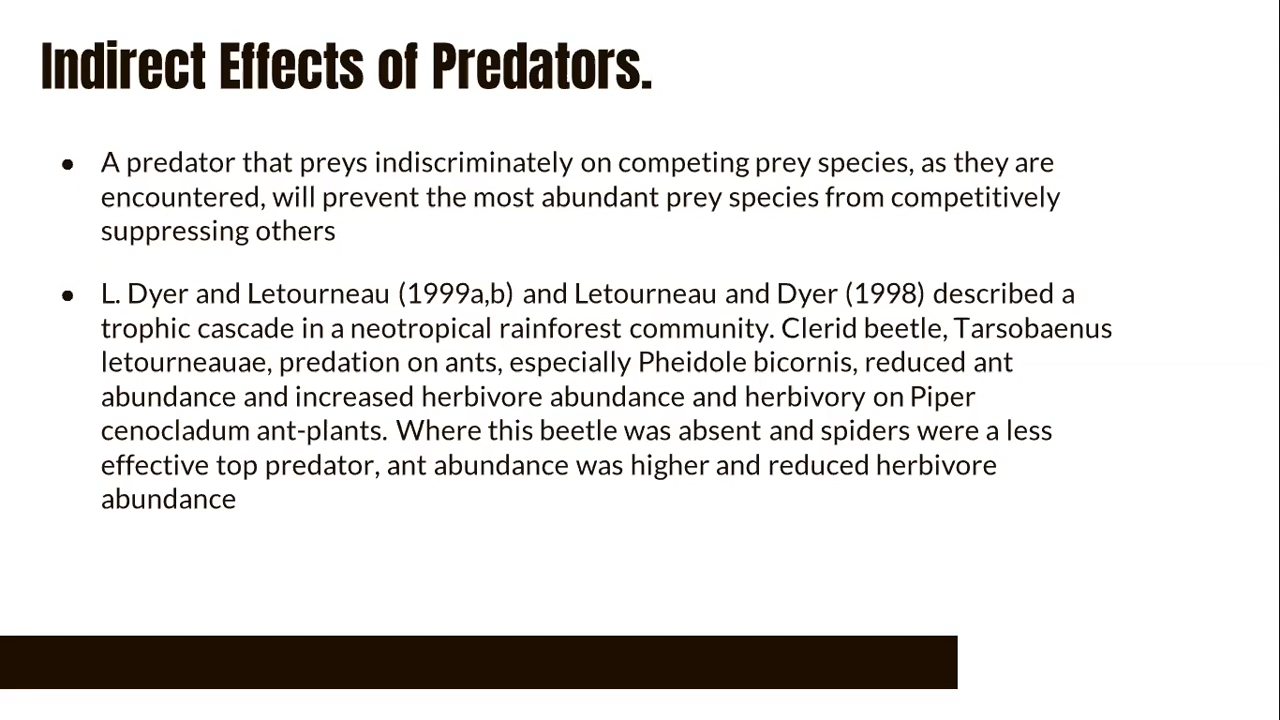 Indirect Effects of Predators.
● A predator that preys indiscriminately on competing prey species, as they are
encountered, will prevent the most abundant prey species from competitively
suppressing others
● L. Dyer and Letourneau (1999a,b) and Letourneau and Dyer (1998) described a
trophic cascade in a neotropical rainforest community. Clerid beetle, Tarsobaenus
letourneauae, predation on ants, especially Pheidole bicornis, reduced ant
abundance and increased herbivore abundance and herbivory on Piper
cenocladum ant-plants. Where this beetle was absent and spiders were a less
effective top predator, ant abundance was higher and reduced herbivore
abundance